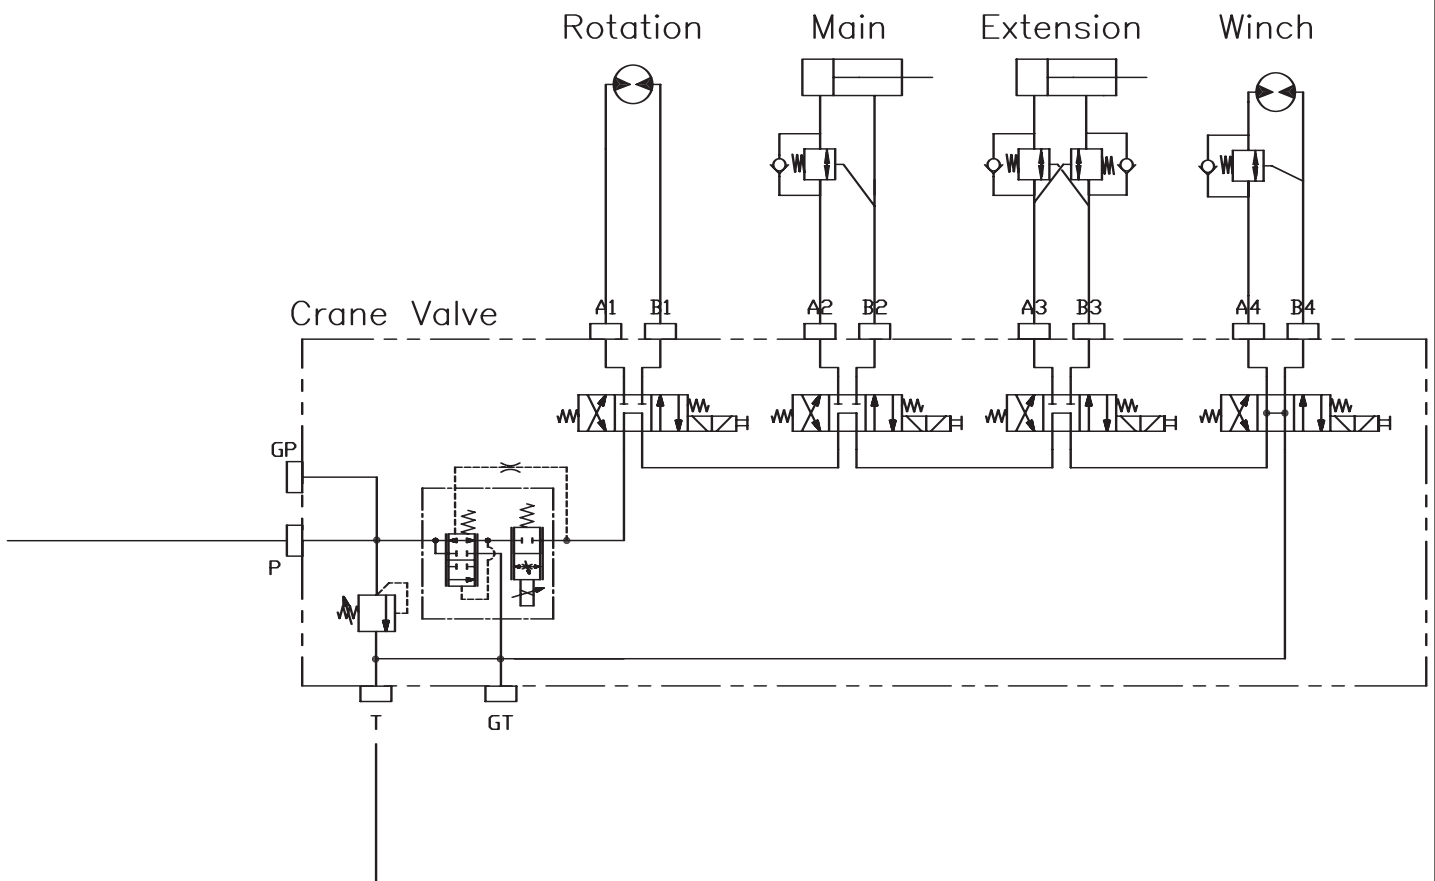 Rotation
Main
Extension
Winch
Crane Valve
A1
B1
A2
B2
A3
B3
A4
B4
GP
P
T
GT